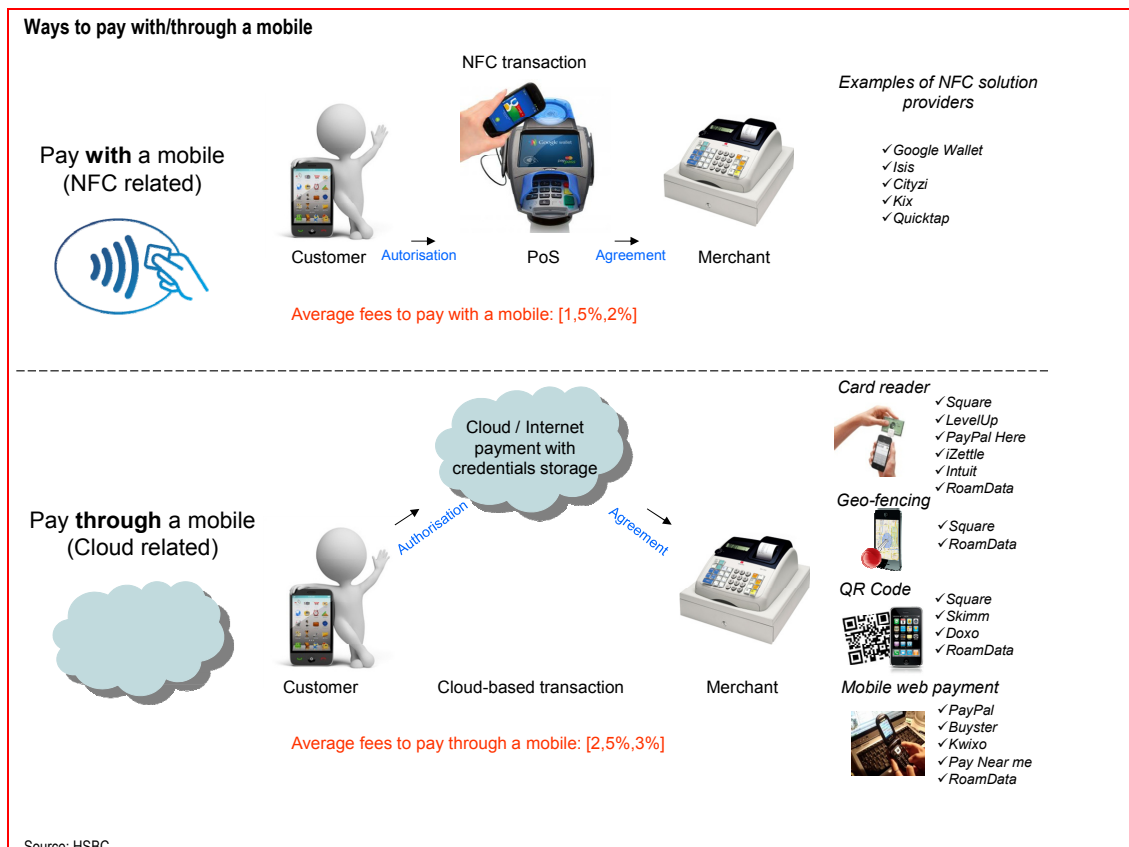 Ways to pay with/through a mobile
NFC transaction
Examples of NFC solution
providers
Pay with a mobile
(NFC related)
Google wallet
✓Google Wallet
✓Isis
✓Cityzi
✓Kix
✓Quicktap
Customer
Autorisation
PoS
Agreement
Merchant
Average fees to pay with a mobile: [1,5%,2%]
Card reader
✓Square
✓LevelUp
✓PayPal Here
✓iZettle
✓Intuit
✓RoamData
Cloud / Internet
payment with
credentials storage
Pay through a mobile
(Cloud related)
Authorisation
Agreement
Geo-fencing
✓Square
✓RoamData
QR Code
✓Square
✓Skimm
✓Doxo
✓RoamData
Customer
Cloud-based transaction
Merchant
Mobile web payment
✓PayPal
✓Buyster
✓Kwixo
✓Pay Near me
✓RoamData
Average fees to pay through a mobile: [2,5%,3%]
Source: HSBC